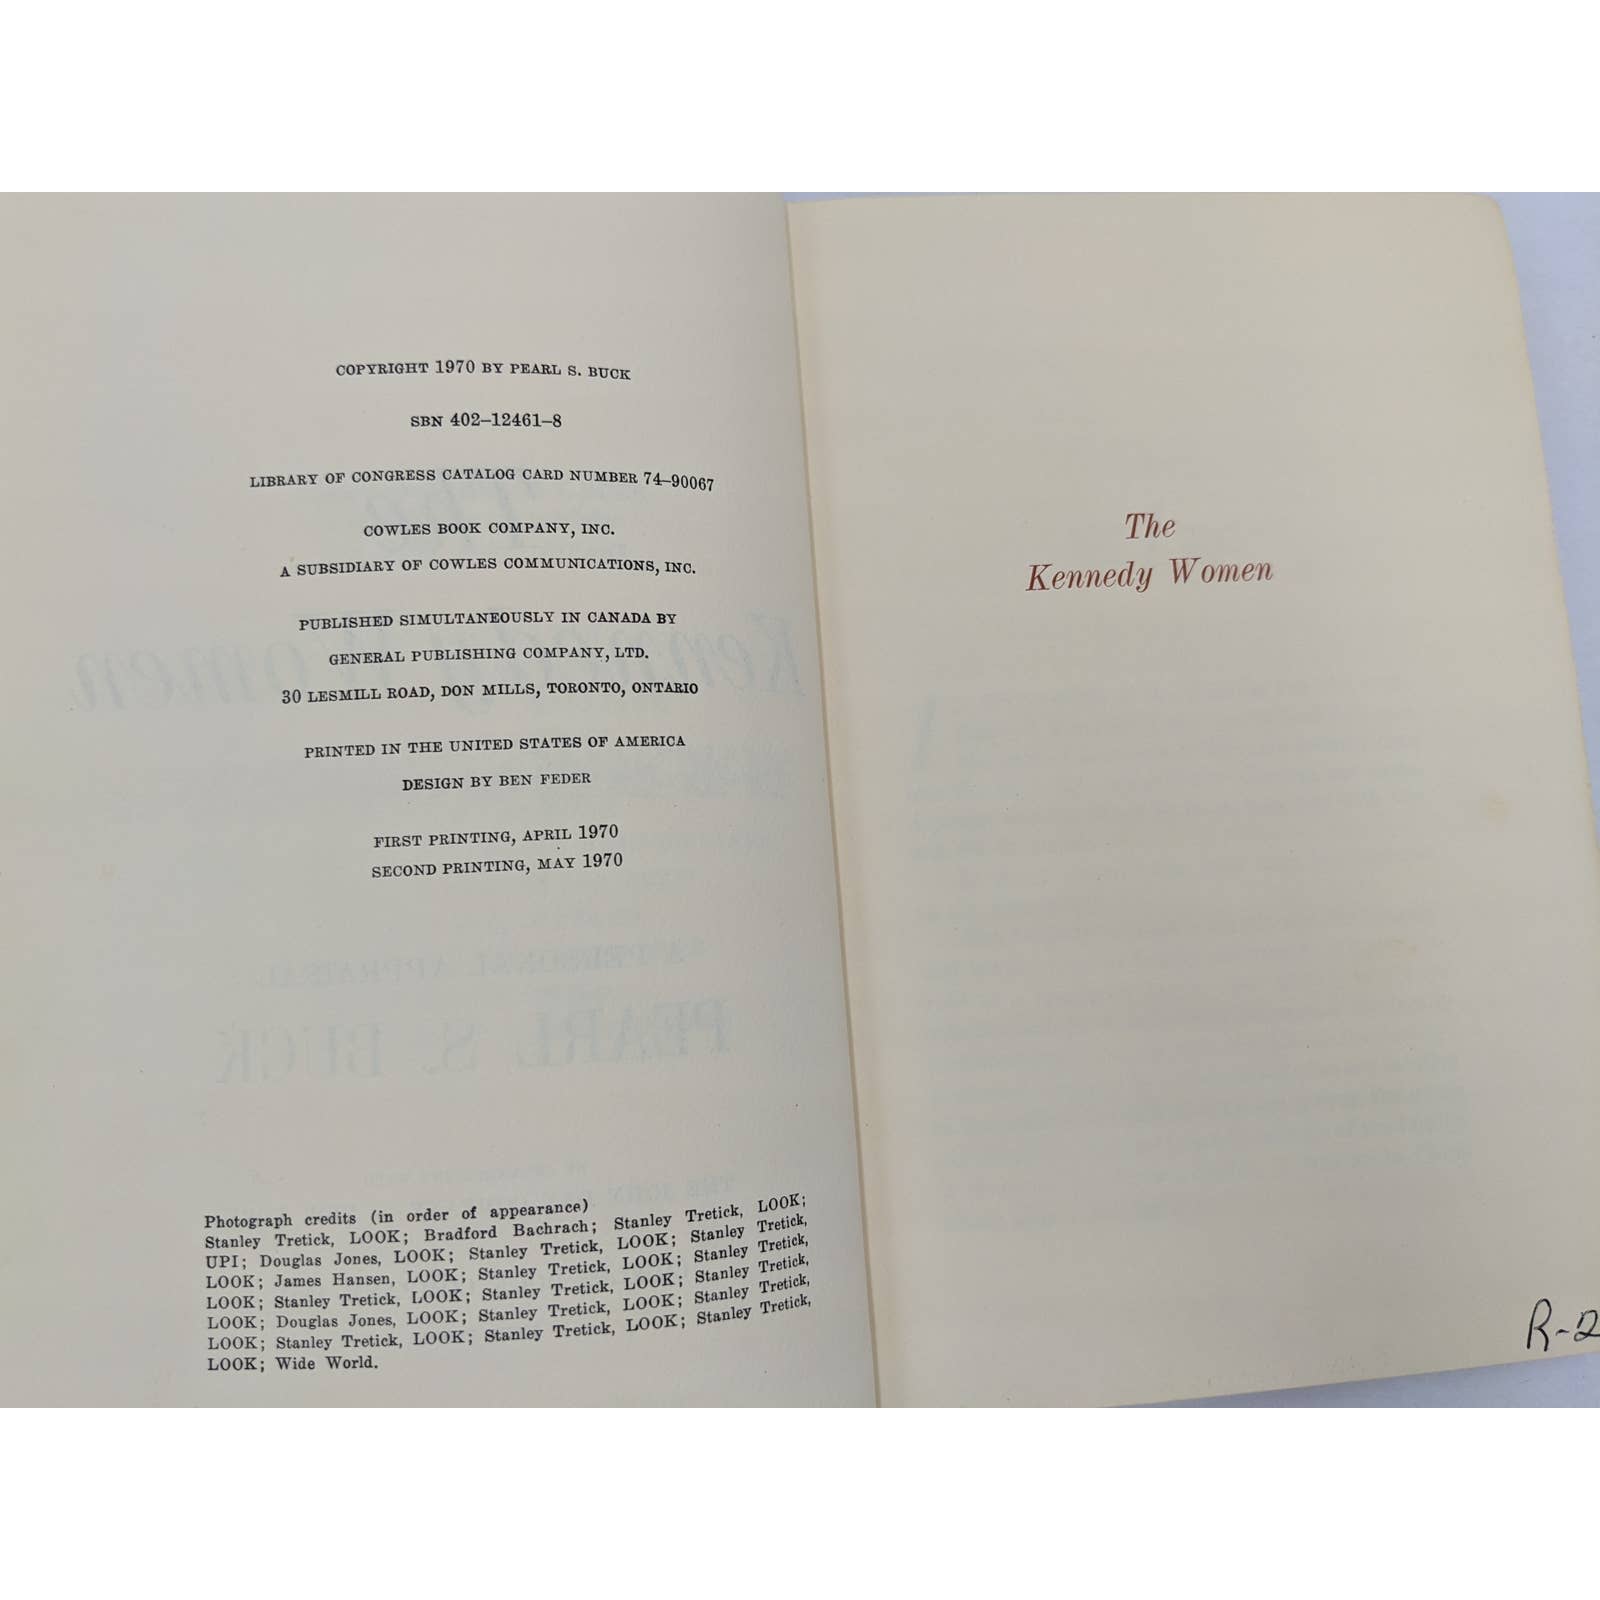 COPYRIGHT 1970 BY PEARL S. BUCK
SBN 402–12461–8
LIBRARY OF CONGRESS CATALOG CARD NUMBER 74–90067
COWLES BOOK COMPANY, INC.
A SUBSIDIARY OF COWLES COMMUNICATIONS, INC.
PUBLISHED SIMULTANEOUSLY IN CANADA BY
GENERAL PUBLISHING COMPANY, LTD.
30 LESMILL ROAD, DON MILLS, TORONTO, ONTARIO
PRINTED IN THE UNITED STATES OF AMERICA
DESIGN BY BEN FEDER
FIRST PRINTING, APRIL 1970
SECOND PRINTING, MAY 1970
Photograph credits (in order of appearance)
Stanley Tretick, LOOK; Bradford Bachrach; Stanley Tretick, LOOK;
UPI; Douglas Jones, LOOK; Stanley Tretick, LOOK; Stanley Tretick,
LOOK; James Hansen, LOOK; Stanley Tretick, LOOK; Stanley Tretick,
LOOK; Stanley Tretick, LOOK; Stanley Tretick, LOOK; Stanley Tretick,
LOOK; Douglas Jones, LOOK; Stanley Tretick, LOOK; Stanley Tretick,
LOOK; Stanley Tretick, LOOK; Stanley Tretick, LOOK; Stanley Tretick,
LOOK; Wide World.
The
Kennedy Women
R-2